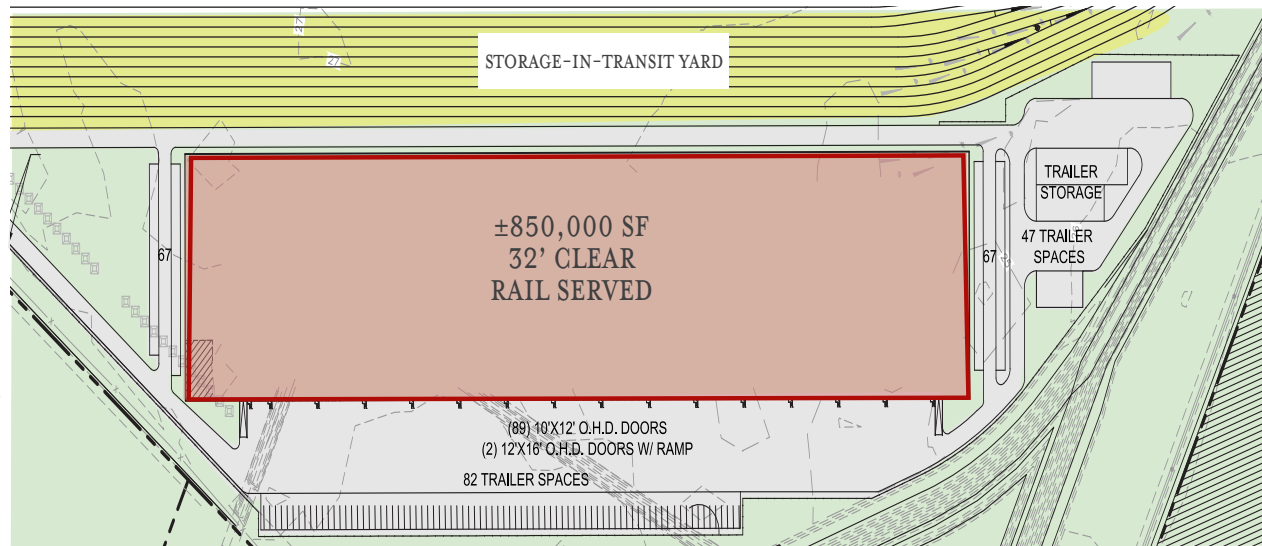 27
27
STORAGE-IN-TRANSIT YARD
TRAILER
STORAGE
±850,000 SF
32' CLEAR
RAIL SERVED
47 TRAILER
SPACES
67
67
(89) 10'X12' O.H.D. DOORS
(2) 12'X16' O.H.D. DOORS W/ RAMP
82 TRAILER SPACES